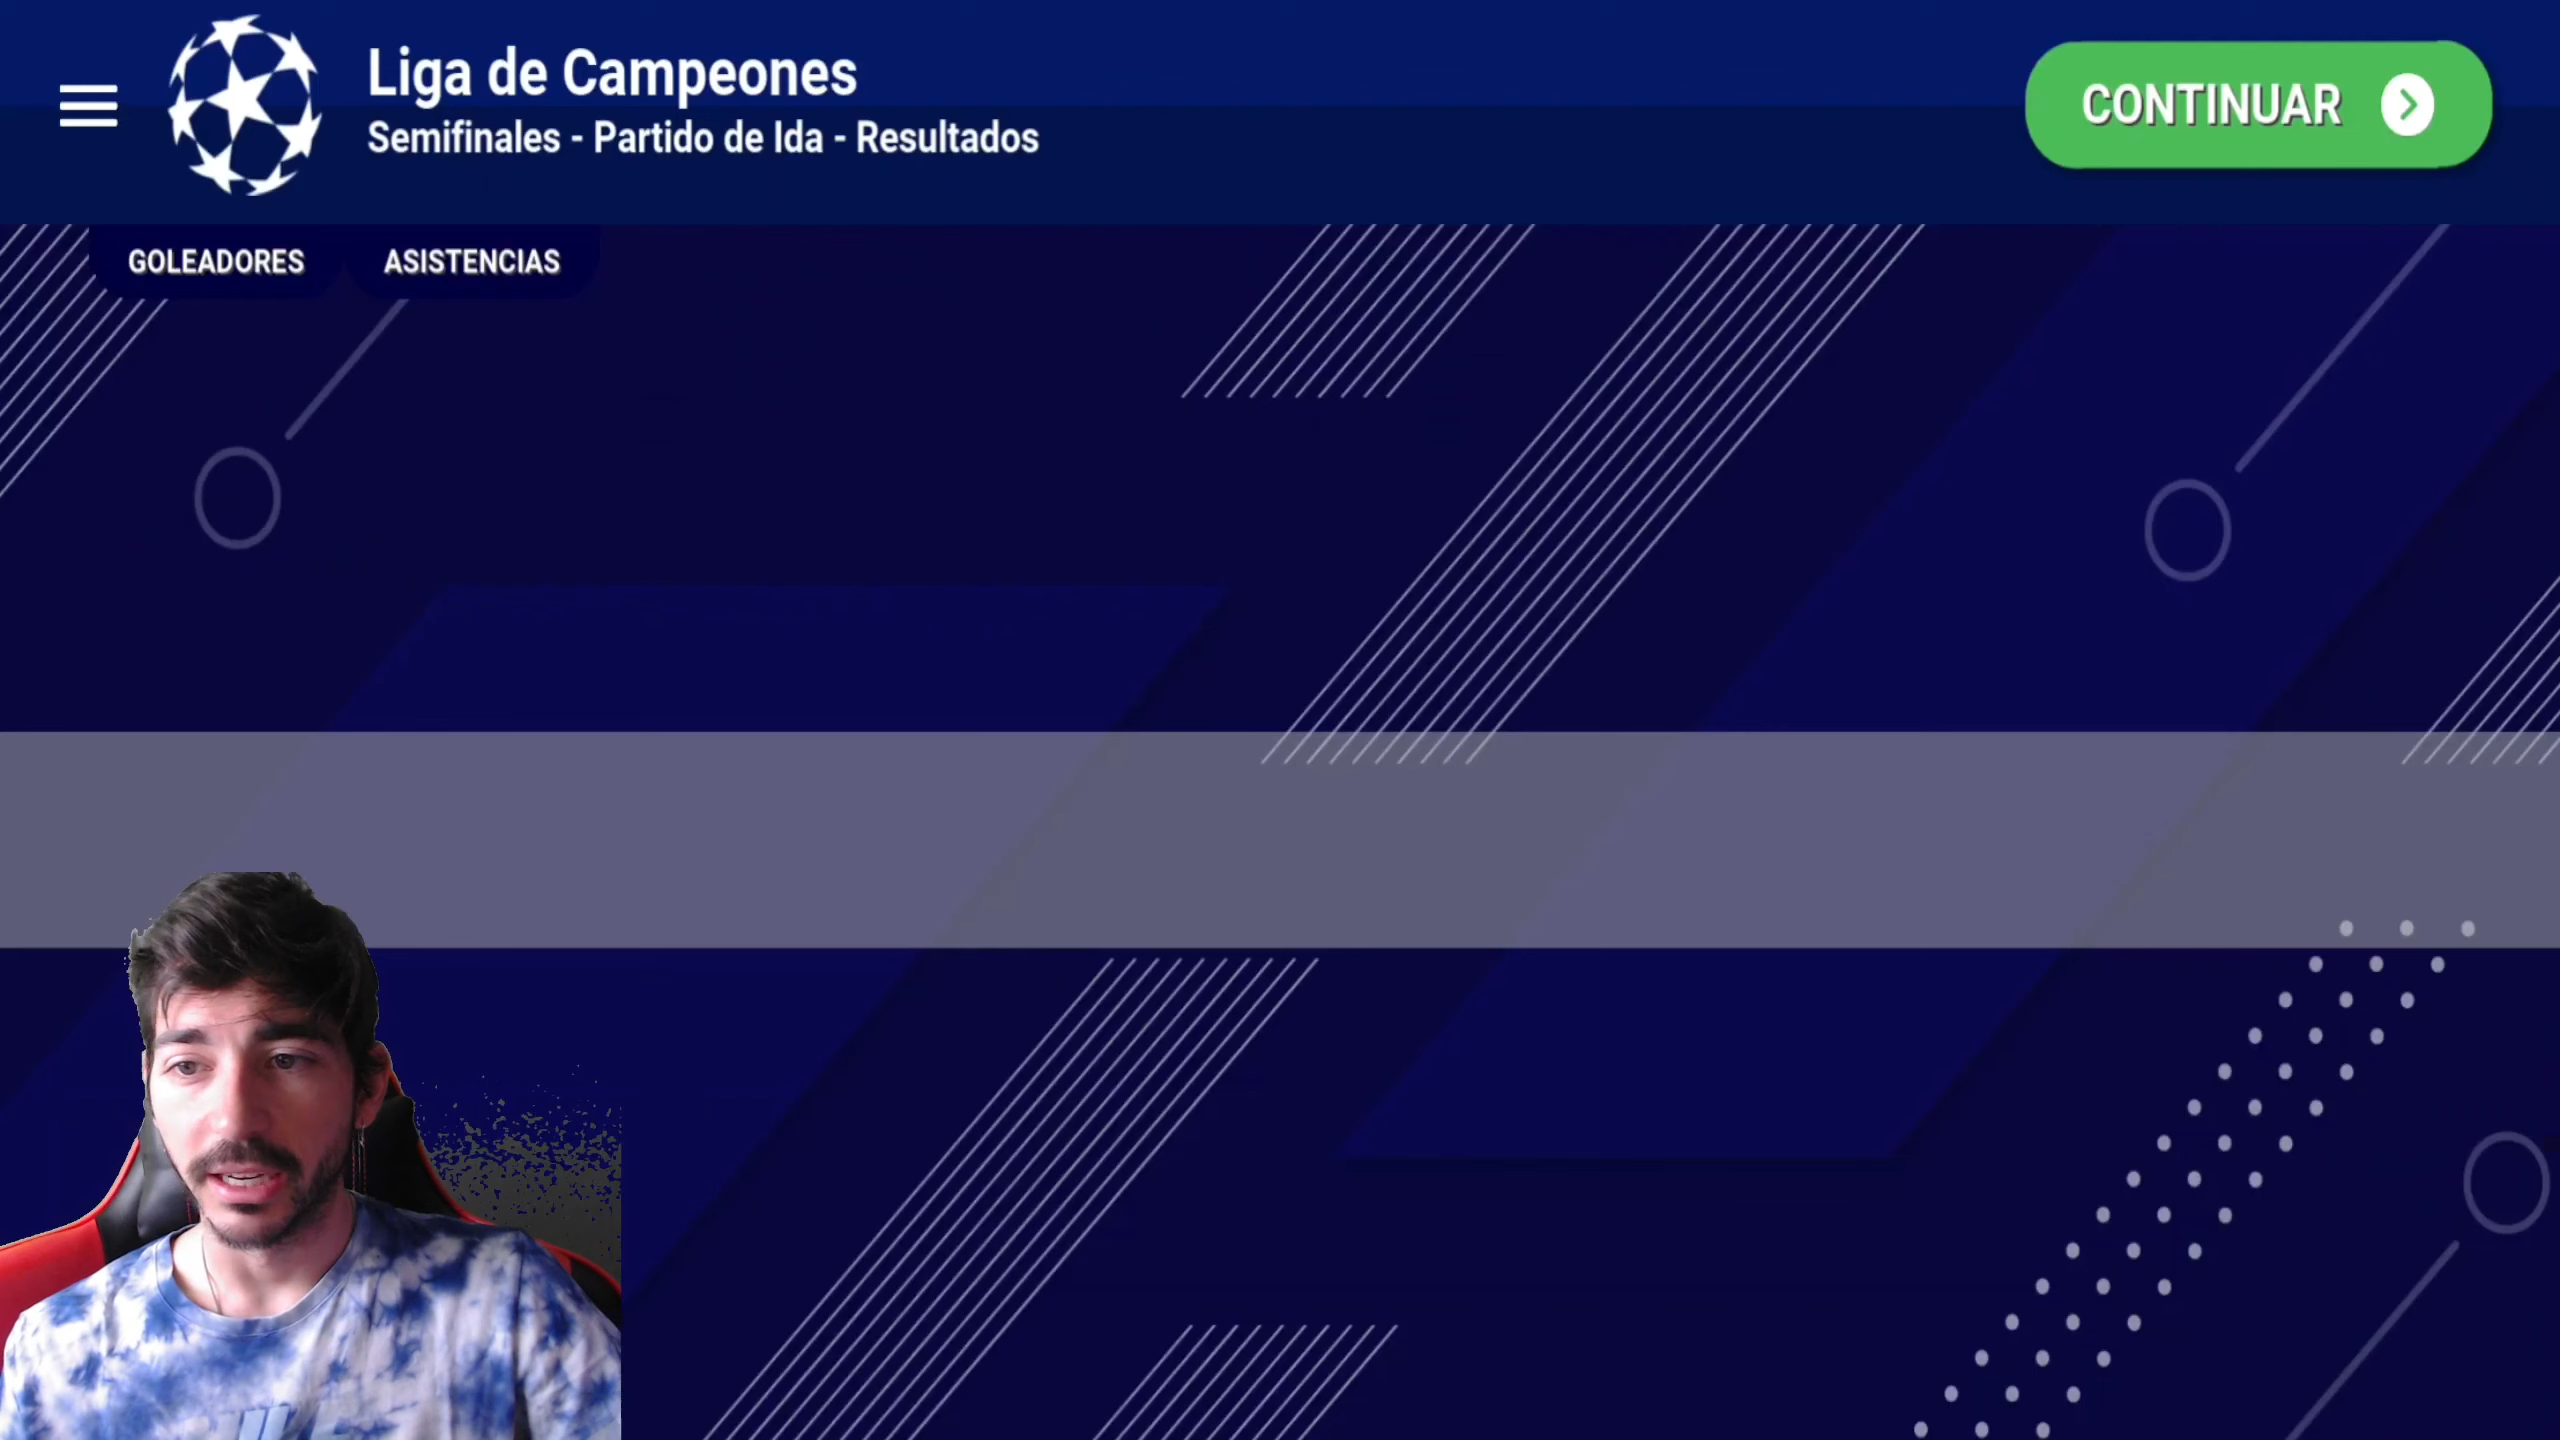 Liga de Campeones
Semifinales - Partido de Ida - Resultados
CONTINUAR
GOLEADORES
ASISTENCIAS